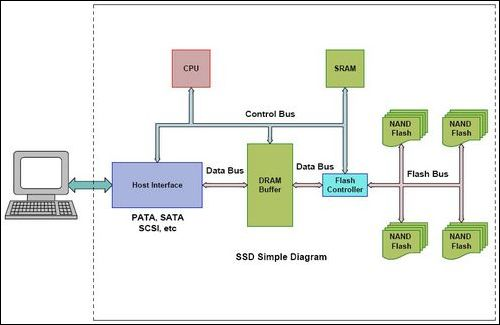 CPU
SRAM
Control Bus
NAND
Flash
NAND
Flash
Host Interface
Data Bus
DRAM
Buffer
Data Bus
Flash
Controller
Flash Bus
PATA, SATA
SCSI, etc
NAND
Flash
NAND
Flash
SSD Simple Diagram